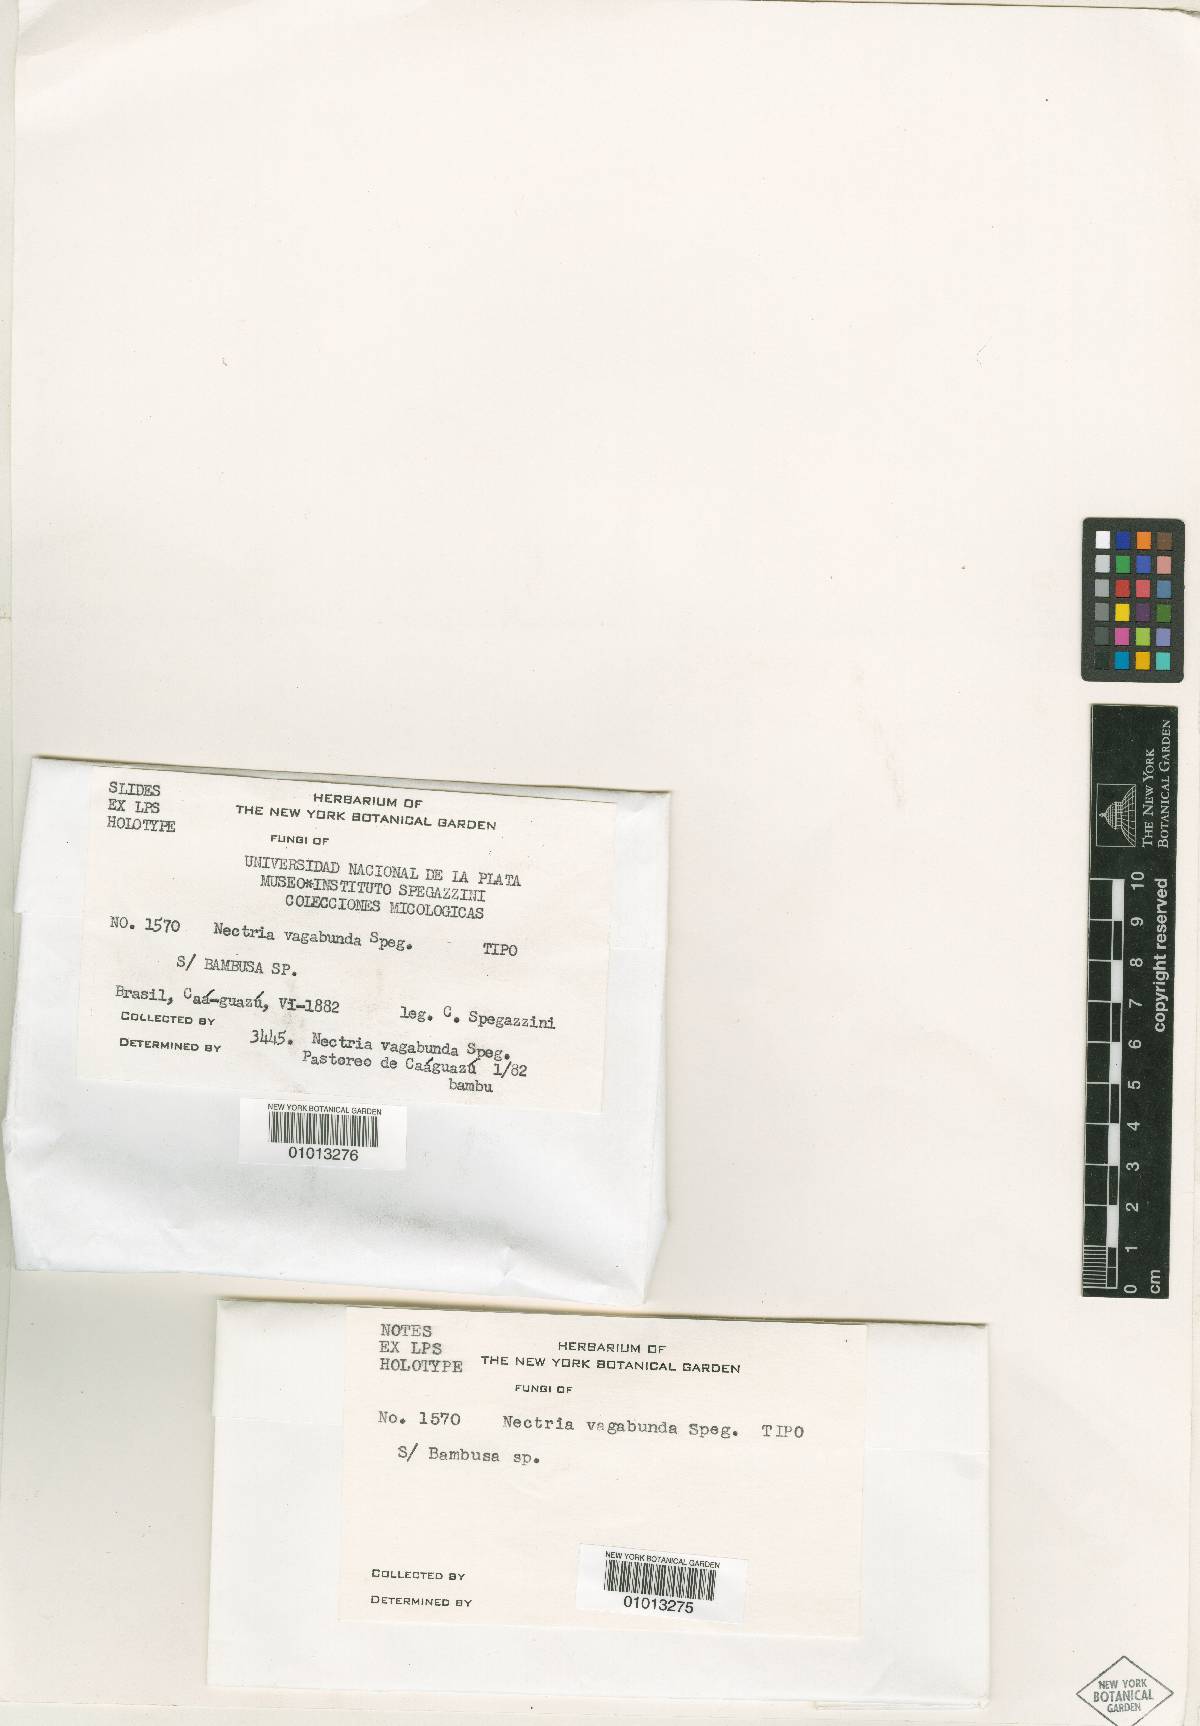 SLIDES
EX LPS
HOLOTYPE
HERBARIUM OF
THE NEW YORK BOTANICAL GARDEN
FUNGI OF
UNIVERSIDAD NACIONAL DE LA PLATA
MUSEO*INSTITUTO SPEGAZZINI
COLECCIONES MICOLOGICAS
NO. 1570 Nectria vagabunda Speg. - TIPO
S/ BAMBUSA SP.
Brasil, Caá-guazú, VI-1882 leg. C. Spegazzini
COLLECTED BY
3445. Nectria vagabunda Speg.
DETERMINED BY
Pastoreo de Caáguazú 1/82
bambu
NEW YORK BOTANICAL GARDEN
01013276
NOTES
EX LPS
HOLOTYPE
HERBARIUM OF
THE NEW YORK BOTANICAL GARDEN
FUNGI OF
No. 1570 Nectria vagabunda Speg. TIPO
S/ Bambusa sp.
NEW YORK BOTANICAL GARDEN
01013275
COLLECTED BY
DETERMINED BY
THE NEW YORK
BOTANICAL GARDEN
copyright reserved
0 1 2 3 4 5 6 7 8 9 10
cm
NEW YORK
BOTANICAL
GARDEN